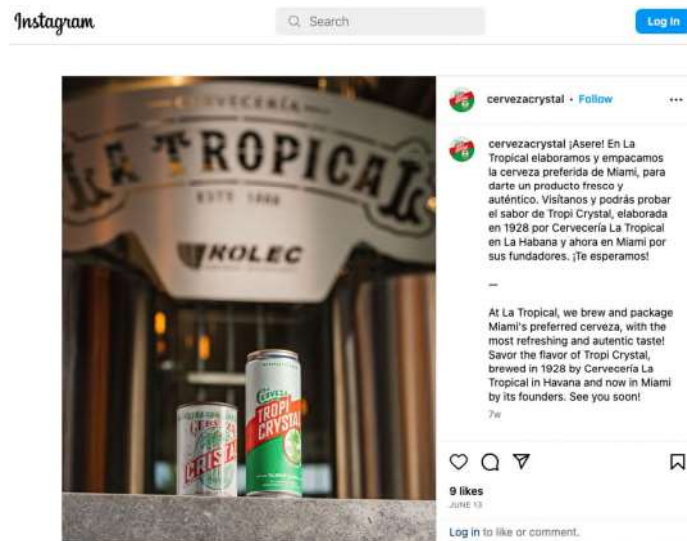 Instagram
Search
Log In
CERVECERÍA
LA TROPICAL
ESTD 1888
ROLEC
CERVEZA
CRISTAL
CERVEZA
TROPI
CRYSTAL
cervezacrystal • Follow
cervezacrystal ¡Asere! En La
Tropical elaboramos y empacamos
la cerveza preferida de Miami, para
darte un producto fresco y
auténtico. Visítanos y podrás probar
el sabor de Tropi Crystal, elaborada
en 1928 por Cervecería La Tropical
en La Habana y ahora en Miami por
sus fundadores. ¡Te esperamos!
—
At La Tropical, we brew and package
Miami's preferred cerveza, with the
most refreshing and autentic taste!
Savor the flavor of Tropi Crystal,
brewed in 1928 by Cervecería La
Tropical in Havana and now in Miami
by its founders. See you soon!
7w
9 likes
JUNE 13
Log in to like or comment.